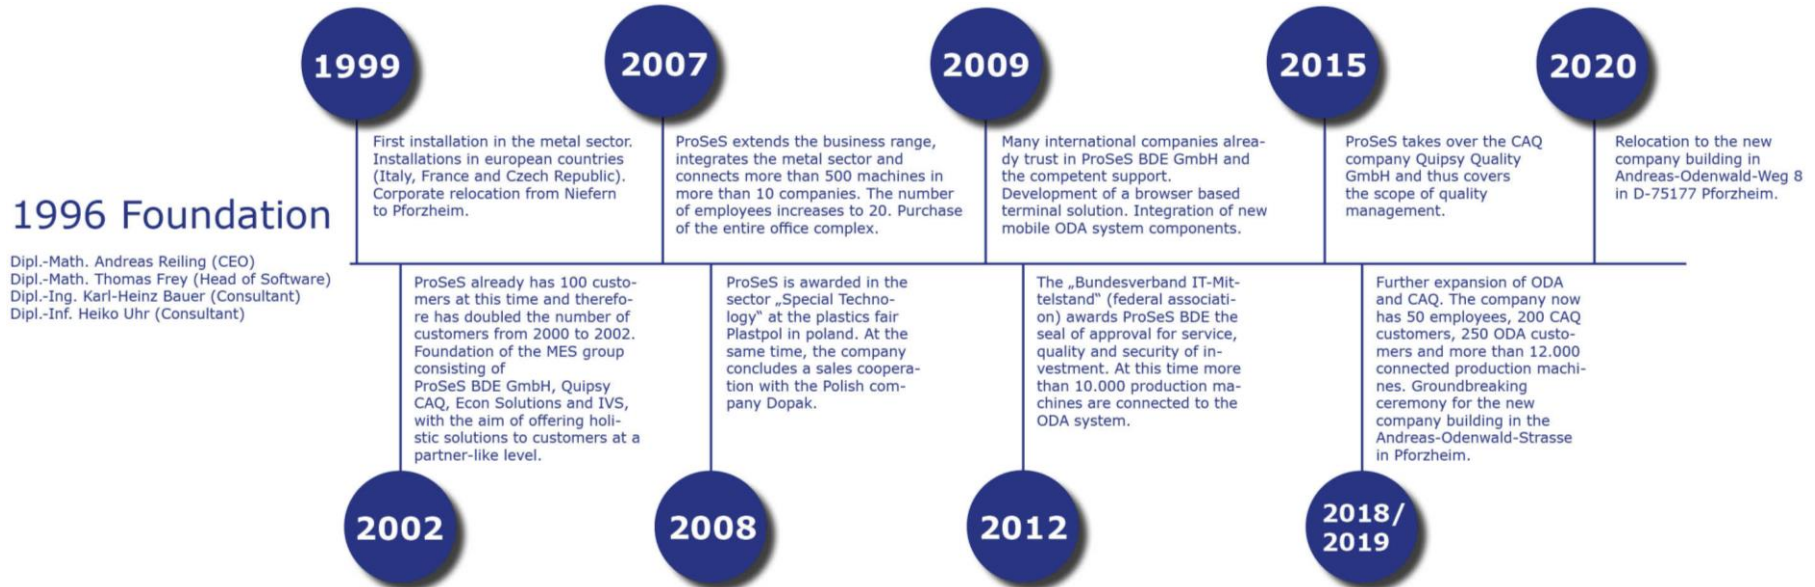 1996 Foundation
Dipl.-Math. Andreas Reiling (CEO)
Dipl.-Math. Thomas Frey (Head of Software)
Dipl.-Ing. Karl-Heinz Bauer (Consultant)
Dipl.-Inf. Heiko Uhr (Consultant)
1999
First installation in the metal sector.
Installations in european countries
(Italy, France and Czech Republic).
Corporate relocation from Niefern
to Pforzheim.
2002
ProSeS already has 100 custo-
mers at this time and therefo-
re has doubled the number of
customers from 2000 to 2002.
Foundation of the MES group
consisting of
ProSeS BDE GmbH, Quipsy
CAQ, Econ Solutions and IVS,
with the aim of offering holi-
stic solutions to customers at a
partner-like level.
2007
ProSeS extends the business range,
integrates the metal sector and
connects more than 500 machines in
more than 10 companies. The number
of employees increases to 20. Purchase
of the entire office complex.
2008
ProSeS is awarded in the
sector „Special Techno-
logy“ at the plastics fair
Plastpol in poland. At the
same time, the company
concludes a sales coopera-
tion with the Polish com-
pany Dopak.
2009
Many international companies alrea-
dy trust in ProSeS BDE GmbH and
the competent support.
Development of a browser based
terminal solution. Integration of new
mobile ODA system components.
2012
The „Bundesverband IT-Mit-
telstand“ (federal associati-
on) awards ProSeS BDE the
seal of approval for service,
quality and security of in-
vestment. At this time more
than 10.000 production ma-
chines are connected to the
ODA system.
2015
ProSeS takes over the CAQ
company Quipsy Quality
GmbH and thus covers
the scope of quality
management.
2018/
2019
Further expansion of ODA
and CAQ. The company now
has 50 employees, 200 CAQ
customers, 250 ODA custo-
mers and more than 12.000
connected production machi-
nes. Groundbreaking
ceremony for the new
company building in the
Andreas-Odenwald-Strasse
in Pforzheim.
2020
Relocation to the new
company building in
Andreas-Odenwald-Weg 8
in D-75177 Pforzheim.